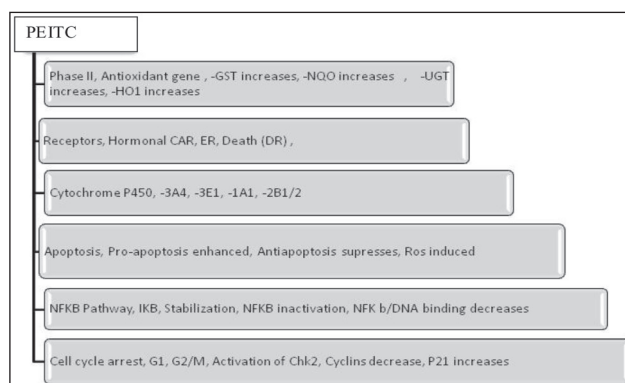 PEITC
Phase II, Antioxidant gene , -GST increases, -NQO increases , -UGT
increases, -HO1 increases
Receptors, Hormonal CAR, ER, Death (DR) ,
Cytochrome P450, -3A4, -3E1, -1A1, -2B1/2
Apoptosis, Pro-apoptosis enhanced, Antiapoptosis supresses, Ros induced
NFKB Pathway, IKB, Stabilization, NFKB inactivation, NFK b/DNA binding decreases
Cell cycle arrest, G1, G2/M, Activation of Chk2, Cyclins decrease, P21 increases